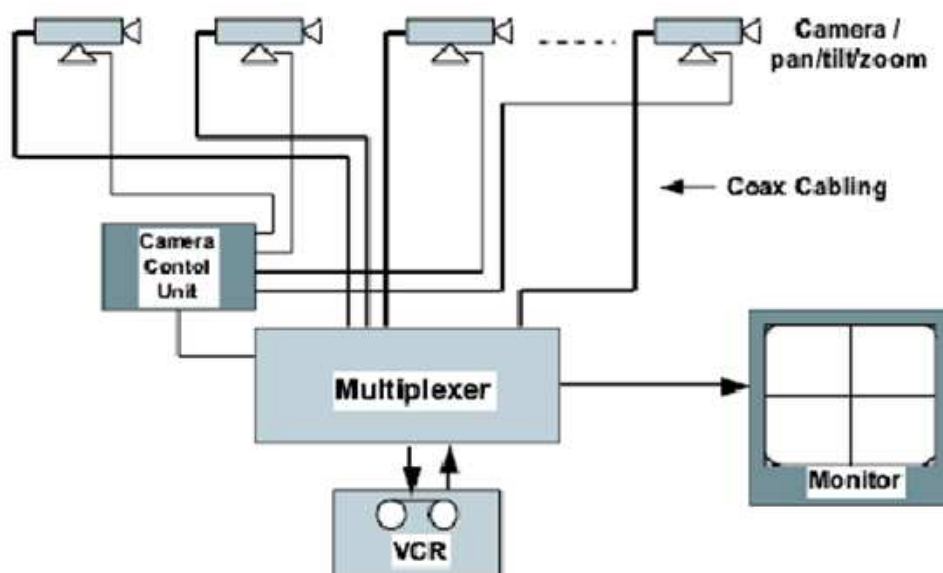 Camera /
pan/tilt/zoom
Coax Cabling
Camera
Contol
Unit
Multiplexer
Monitor
VCR